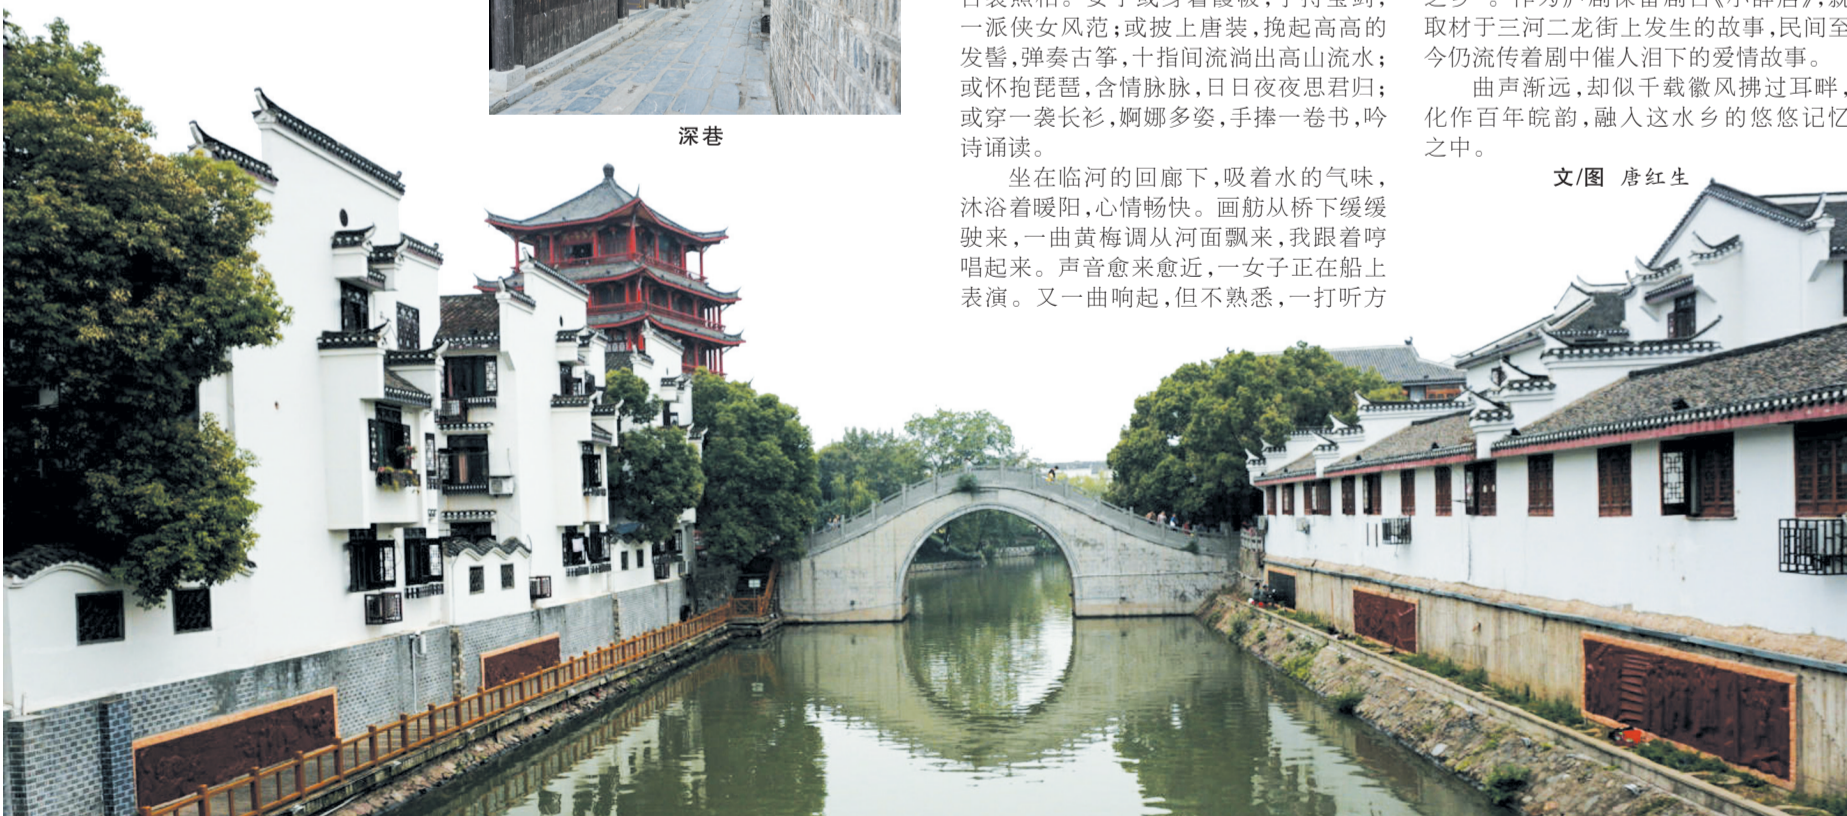 深巷
一派侠女风范;或披上唐装,挽起高高的
发髻,弹奏古筝,十指间流淌出高山流水;
或怀抱琵琶,含情脉脉,日日夜夜思君归;
或穿一袭长衫,婀娜多姿,手捧一卷书,吟
诗诵读。
坐在临河的回廊下,吸着水的气味,
沐浴着暖阳,心情畅快。画舫从桥下缓缓
驶来,一曲黄梅调从河面飘来,我跟着哼
唱起来。声音愈来愈近,一女子正在船上
表演。又一曲响起,但不熟悉,一打听方
取材于三河二龙街上发生的故事,民间至
今仍流传着剧中催人泪下的爱情故事。
曲声渐远,却似千载徽风拂过耳畔,
化作百年皖韵,融入这水乡的悠悠记忆
之中。
文/图 唐红生